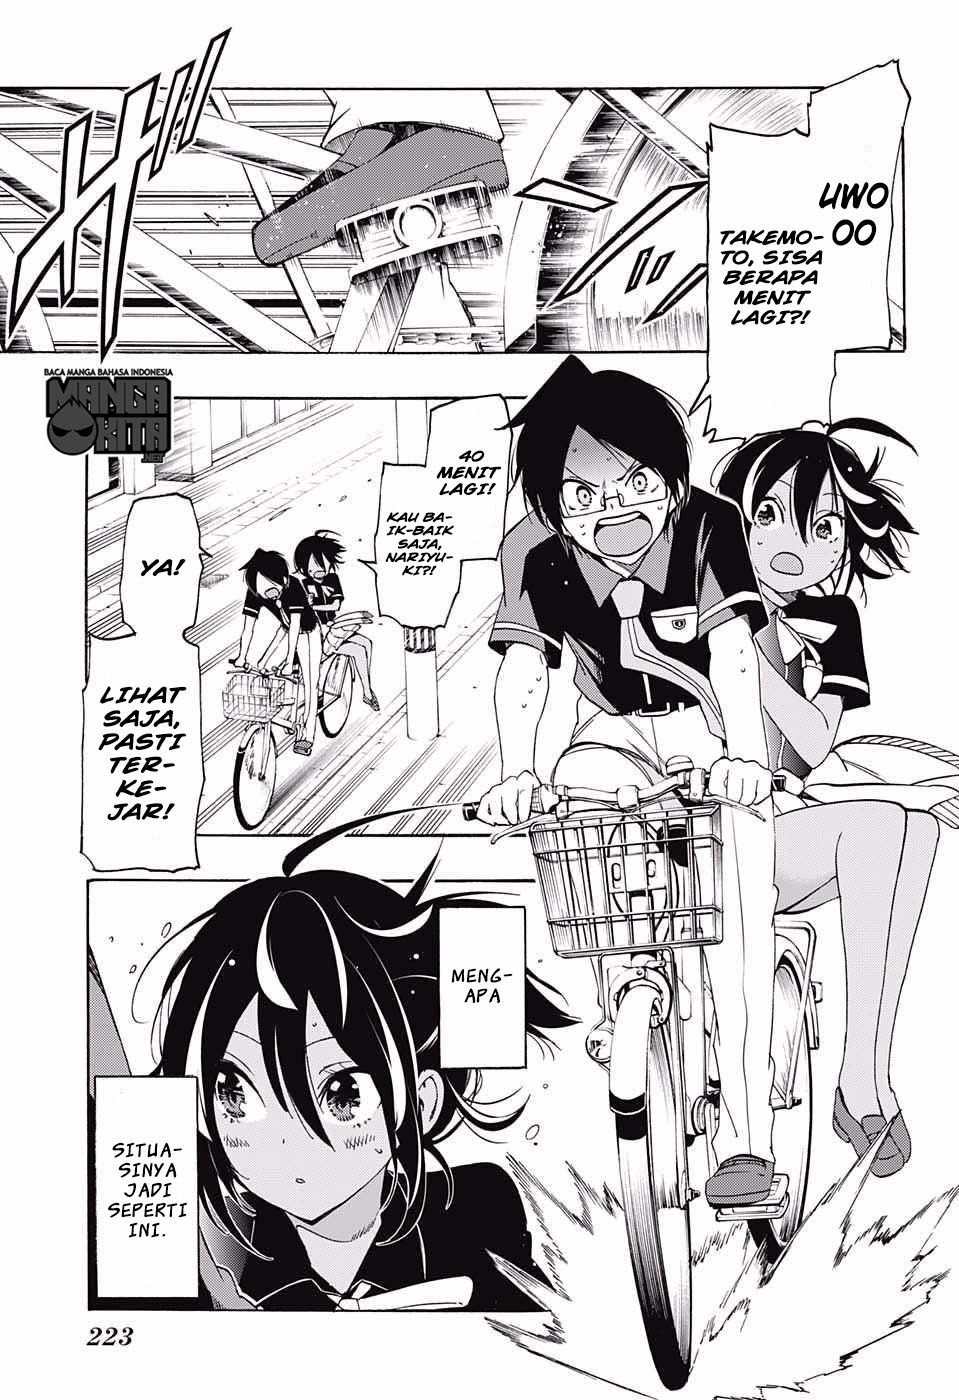 UWO
OO
TAKEMO-
TO, SISA
BERAPA
MENIT
LAGI?!
BACA MANGA BAHASA INDONESIA
MANGA
KITA
40
MENIT
LAGI!
KAU BA-
IK-BAIK
SAJA,
NARIYU-
KI?!
YA!
LIHAT
SAJA,
PASTI
TER-
KE-
JAR!
MENG-
APA
SITUA-
SINYA
JADI
SEPERTI
INI.
223